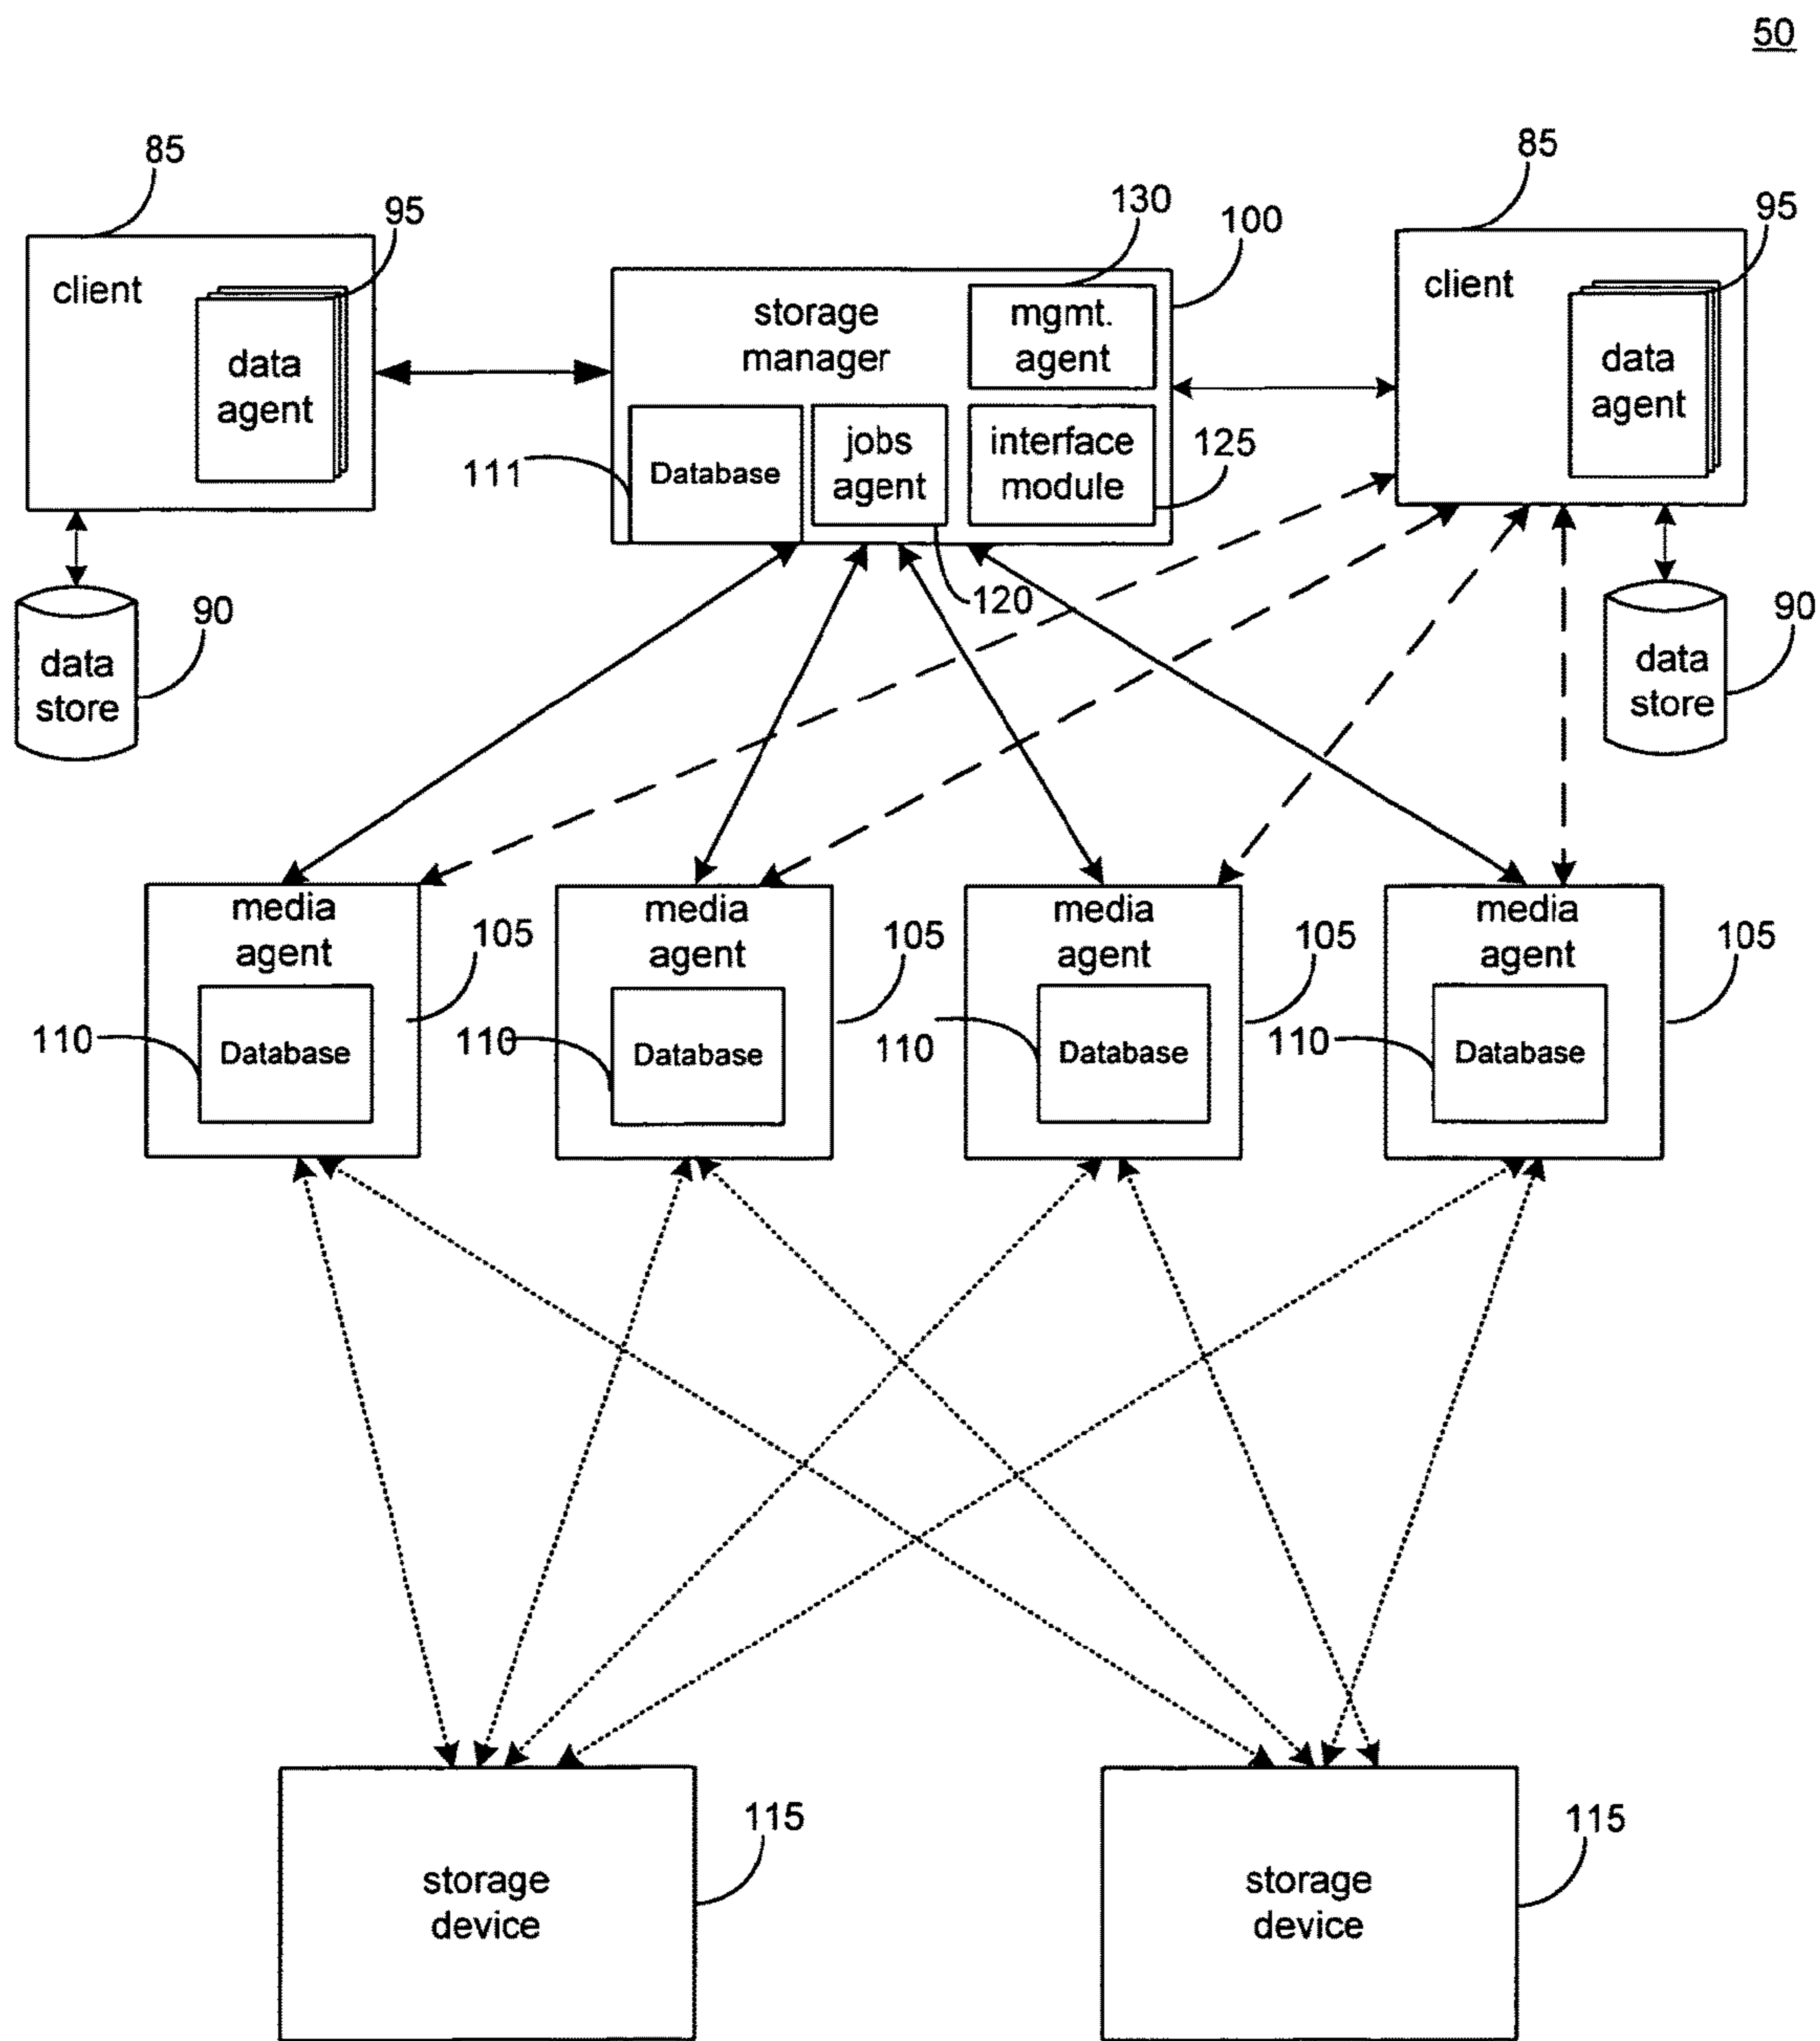 50
85
95
client
data
agent
90
data
store
130
100
storage
manager
mgmt.
agent
111
Database
jobs
agent
interface
module
125
120
85
95
client
data
agent
90
data
store
media
agent
105
110
Database
media
agent
105
110
Database
media
agent
105
110
Database
media
agent
105
110
Database
storage
device
115
storage
device
115